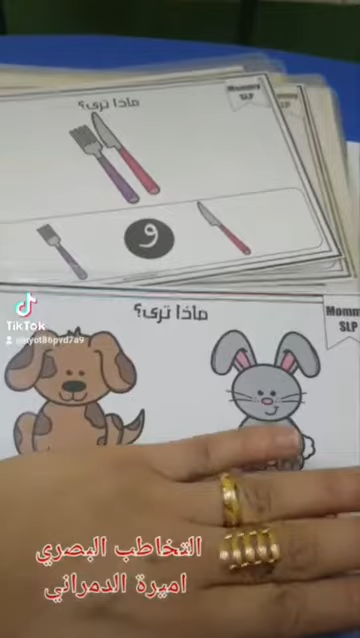 ماذا ترى؟
Mommy
SLP
و
TikTok
ماذا ترى؟
Mommy
SLP
التخاطب البصري
اميرة الدمراني